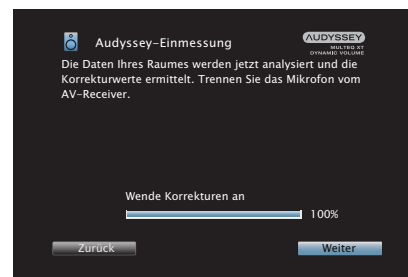 Audyssey-Einmessung
AUDYSSEY
MULTEQ XT
DYNAMIC VOLUME
Die Daten Ihres Raumes werden jetzt analysiert und die
Korrekturwerte ermittelt. Trennen Sie das Mikrofon vom
AV-Receiver.
Wende Korrekturen an
100%
Zurück
Weiter